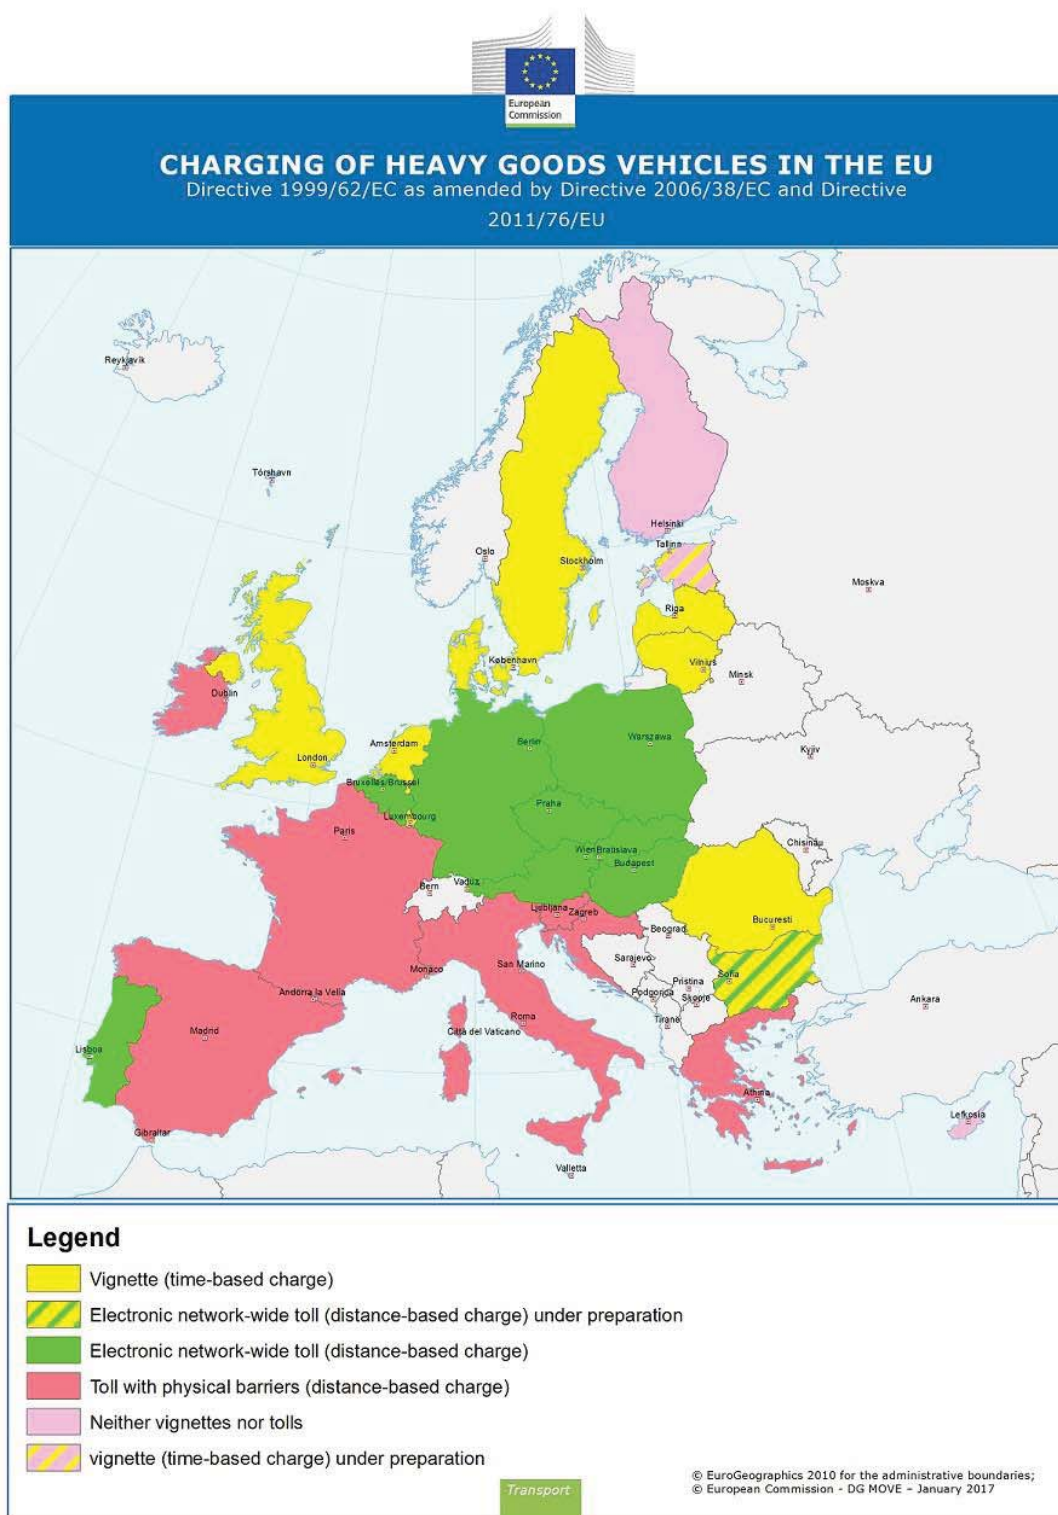 European
Commission
CHARGING OF HEAVY GOODS VEHICLES IN THE EU
Directive 1999/62/EC as amended by Directive 2006/38/EC and Directive
2011/76/EU
Reykjavik
Tórshavn
Helsinki
Tallinn
Oslo
Stockholm
Moskva
Riga
København
Vilnius
Minsk
Dublin
Amsterdam
Berlin
Warszawa
London
Kyjiv
Bruxelles/Brussel
Praha
Luxembourg
Paris
Chisinau
Wien
Bratislava
Budapest
Bern
Vaduz
Ljubljana
Zagreb
Bucuresti
Beograd
Sarajevo
San Marino
Monaco
Sofia
Pristina
Andorra la Vella
Podgorica
Skopje
Ankara
Roma
Tirane
Città del Vaticano
Madrid
Lisboa
Athina
Lefkosia
Gibraltar
Valletta
Legend
Vignette (time-based charge)
Electronic network-wide toll (distance-based charge) under preparation
Electronic network-wide toll (distance-based charge)
Toll with physical barriers (distance-based charge)
Neither vignettes nor tolls
vignette (time-based charge) under preparation
Transport
© EuroGeographics 2010 for the administrative boundaries;
© European Commission - DG MOVE – January 2017